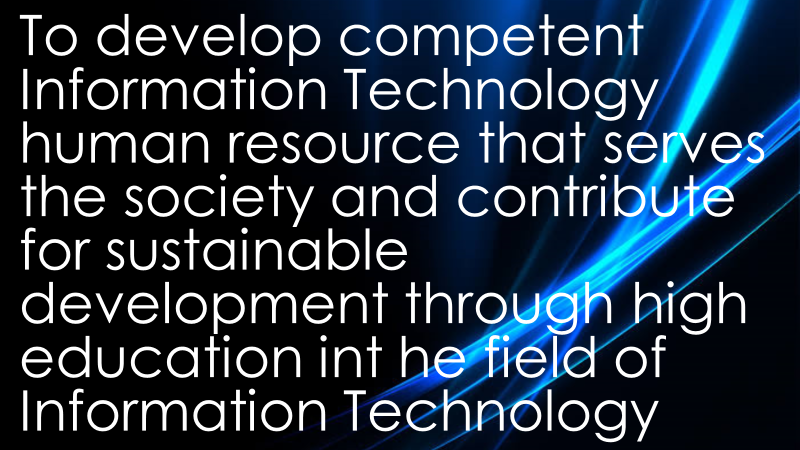 To develop competent
Information Technology
human resource that serves
the society and contribute
for sustainable
development through high
education int he field of
Information Technology